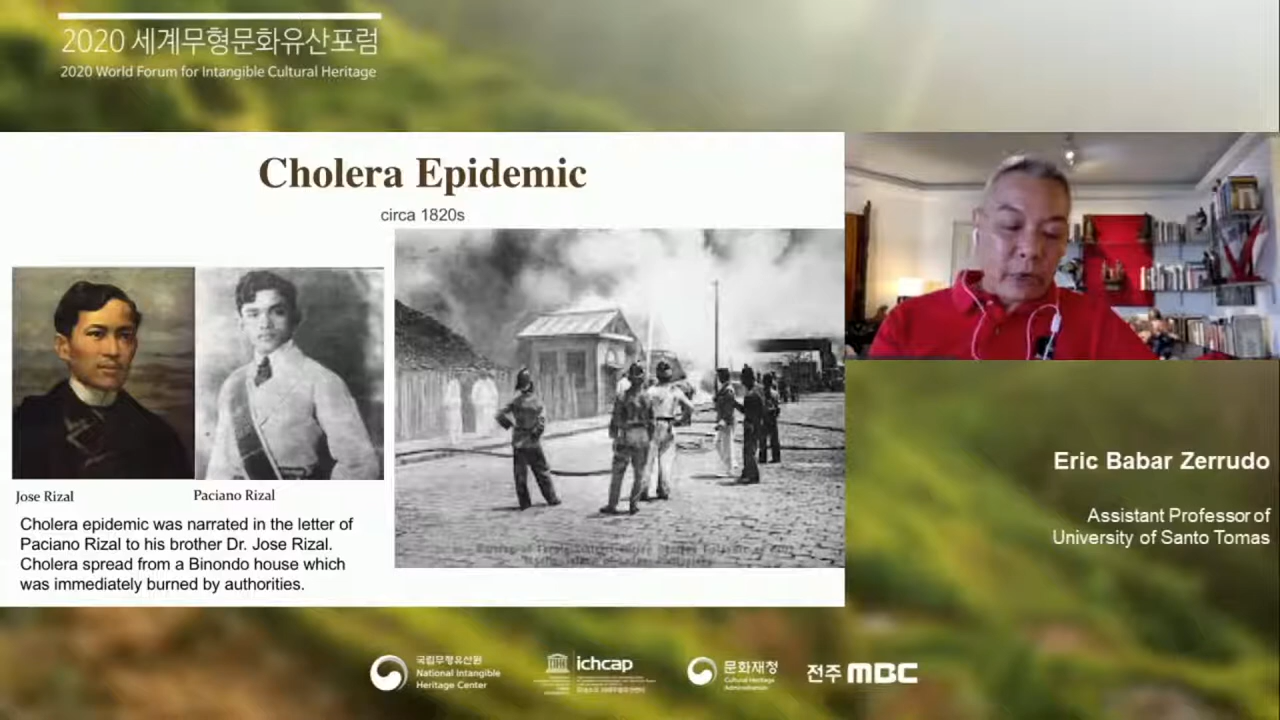 2020 세계무형문화유산포럼
2020 World Forum for Intangible Cultural Heritage
Cholera Epidemic
circa 1820s
Jose Rizal
Paciano Rizal
Cholera epidemic was narrated in the letter of
Paciano Rizal to his brother Dr. Jose Rizal.
Cholera spread from a Binondo house which
was immediately burned by authorities.
Eric Babar Zerrudo
Assistant Professor of
University of Santo Tomas
국립무형유산원
National Intangible
Heritage Center
ichcap
문화재청
Cultural Heritage
Administration
전주 MBC